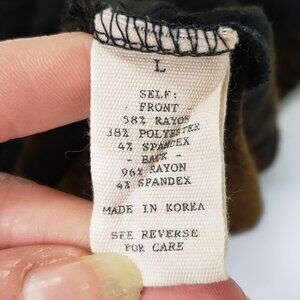 L
SELF:
- FRONT -
58% RAYON
38% POLYESTER
4% SPANDEX
- BACK -
96% RAYON
4% SPANDEX
MADE IN KOREA
SEE REVERSE
FOR CARE